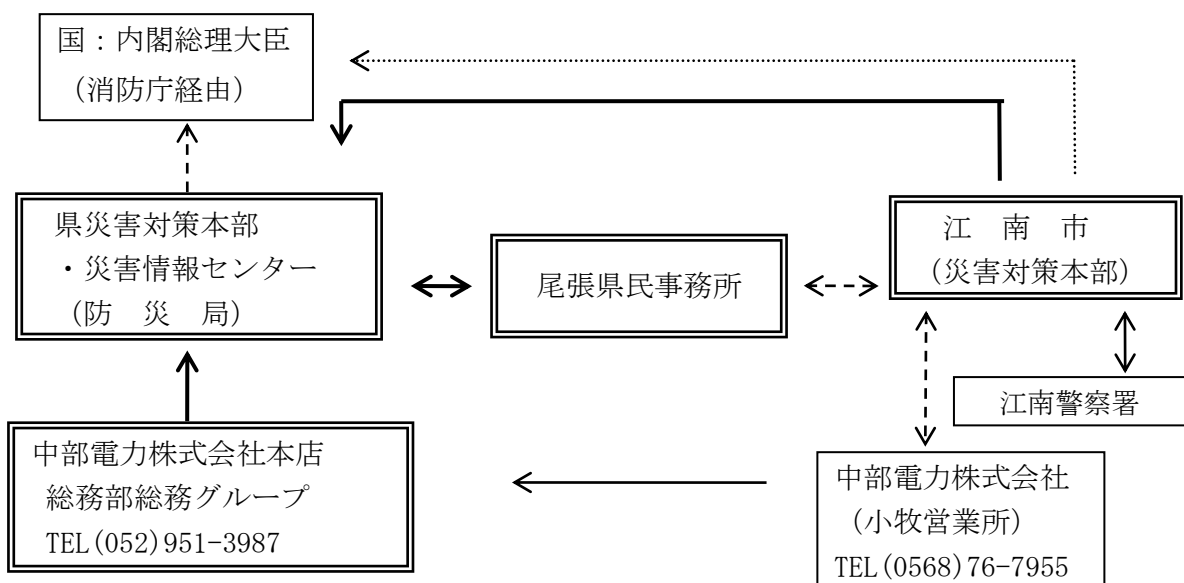 国：内閣総理大臣
（消防庁経由）
県災害対策本部
・災害情報センター
（防　災　局）
尾張県民事務所
江　南　市
（災害対策本部）
江南警察署
中部電力株式会社本店
総務部総務グループ
TEL(052)951-3987
中部電力株式会社
（小牧営業所）
TEL(0568)76-7955